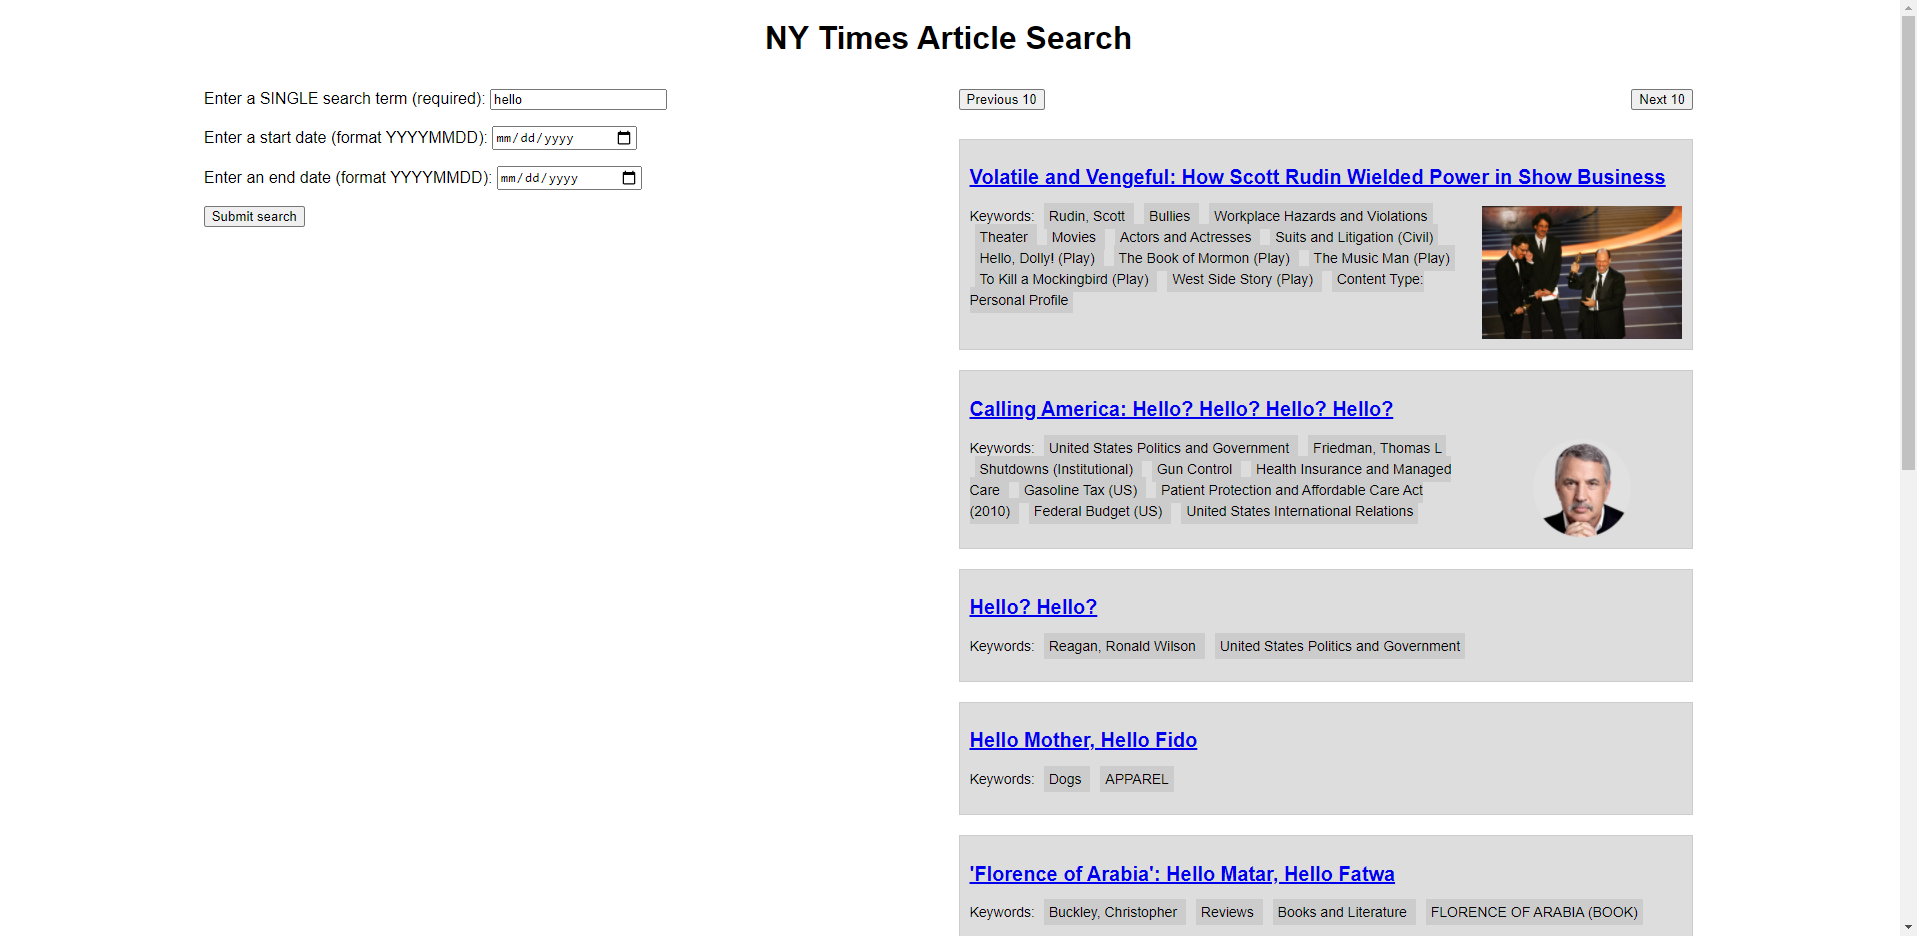 NY Times Article Search
Enter a SINGLE search term (required): hello
Enter a start date (format YYYYMMDD): mm/dd/yyyy
Enter an end date (format YYYYMMDD): mm/dd/yyyy
Submit search
Previous 10 Next 10
Volatile and Vengeful: How Scott Rudin Wielded Power in Show Business
Keywords: Rudin, Scott Bullies Workplace Hazards and Violations
Theater Movies Actors and Actresses Suits and Litigation (Civil)
Hello, Dolly! (Play) The Book of Mormon (Play) The Music Man (Play)
To Kill a Mockingbird (Play) West Side Story (Play) Content Type:
Personal Profile
Calling America: Hello? Hello? Hello? Hello?
Keywords: United States Politics and Government Friedman, Thomas L
Shutdowns (Institutional) Gun Control Health Insurance and Managed
Care Gasoline Tax (US) Patient Protection and Affordable Care Act
(2010) Federal Budget (US) United States International Relations
Hello? Hello?
Keywords: Reagan, Ronald Wilson United States Politics and Government
Hello Mother, Hello Fido
Keywords: Dogs APPAREL
'Florence of Arabia': Hello Matar, Hello Fatwa
Keywords: Buckley, Christopher Reviews Books and Literature FLORENCE OF ARABIA (BOOK)